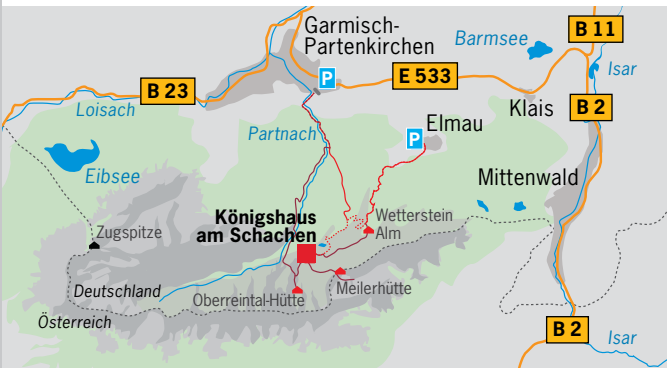 Garmisch-
Partenkirchen
Barmsee
B 11
Isar
P
E 533
B 23
Loisach
Klais
B 2
Partnach
P
Elmau
Eibsee
Mittenwald
Königshaus
am Schachen
Wetterstein
Alm
Zugspitze
Deutschland
Oberreintal-Hütte
Meilerhütte
Österreich
B 2
Isar